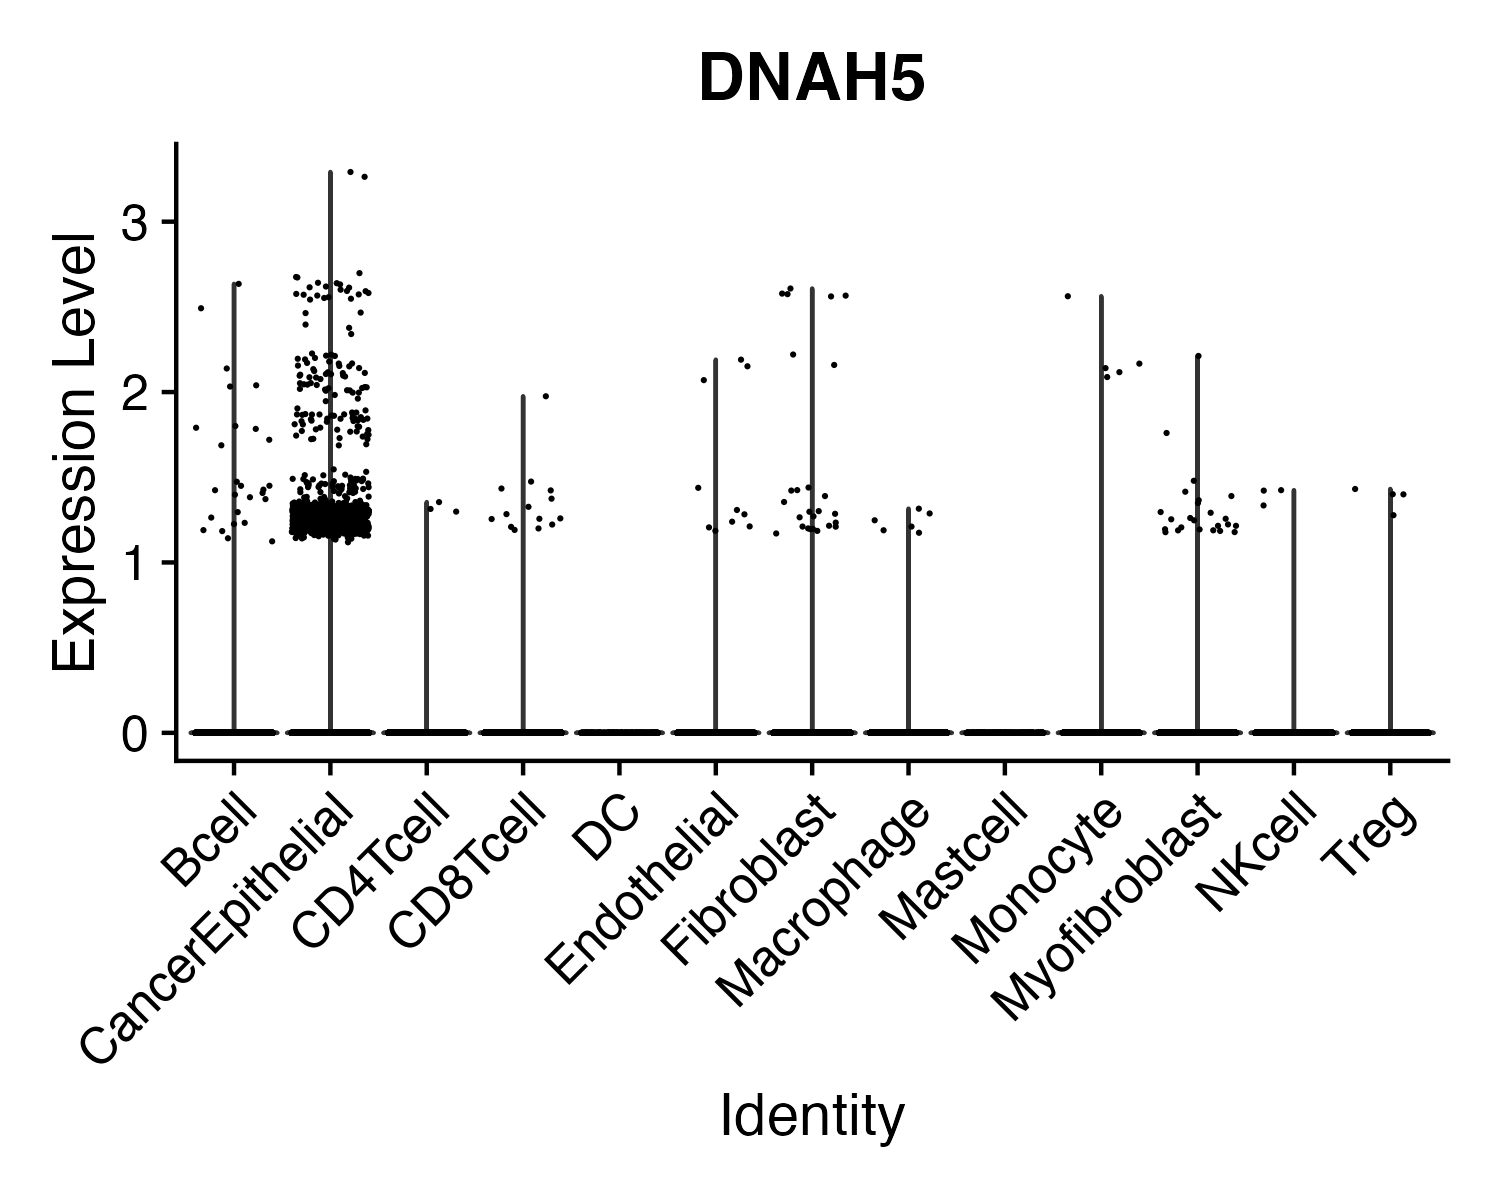 DNAH5
Expression Level
3
2
1
0
Bcell
CancerEpithelial
CD4Tcell
CD8Tcell
DC
Endothelial
Fibroblast
Macrophage
Mastcell
Monocyte
Myofibroblast
NKcell
Treg
Identity